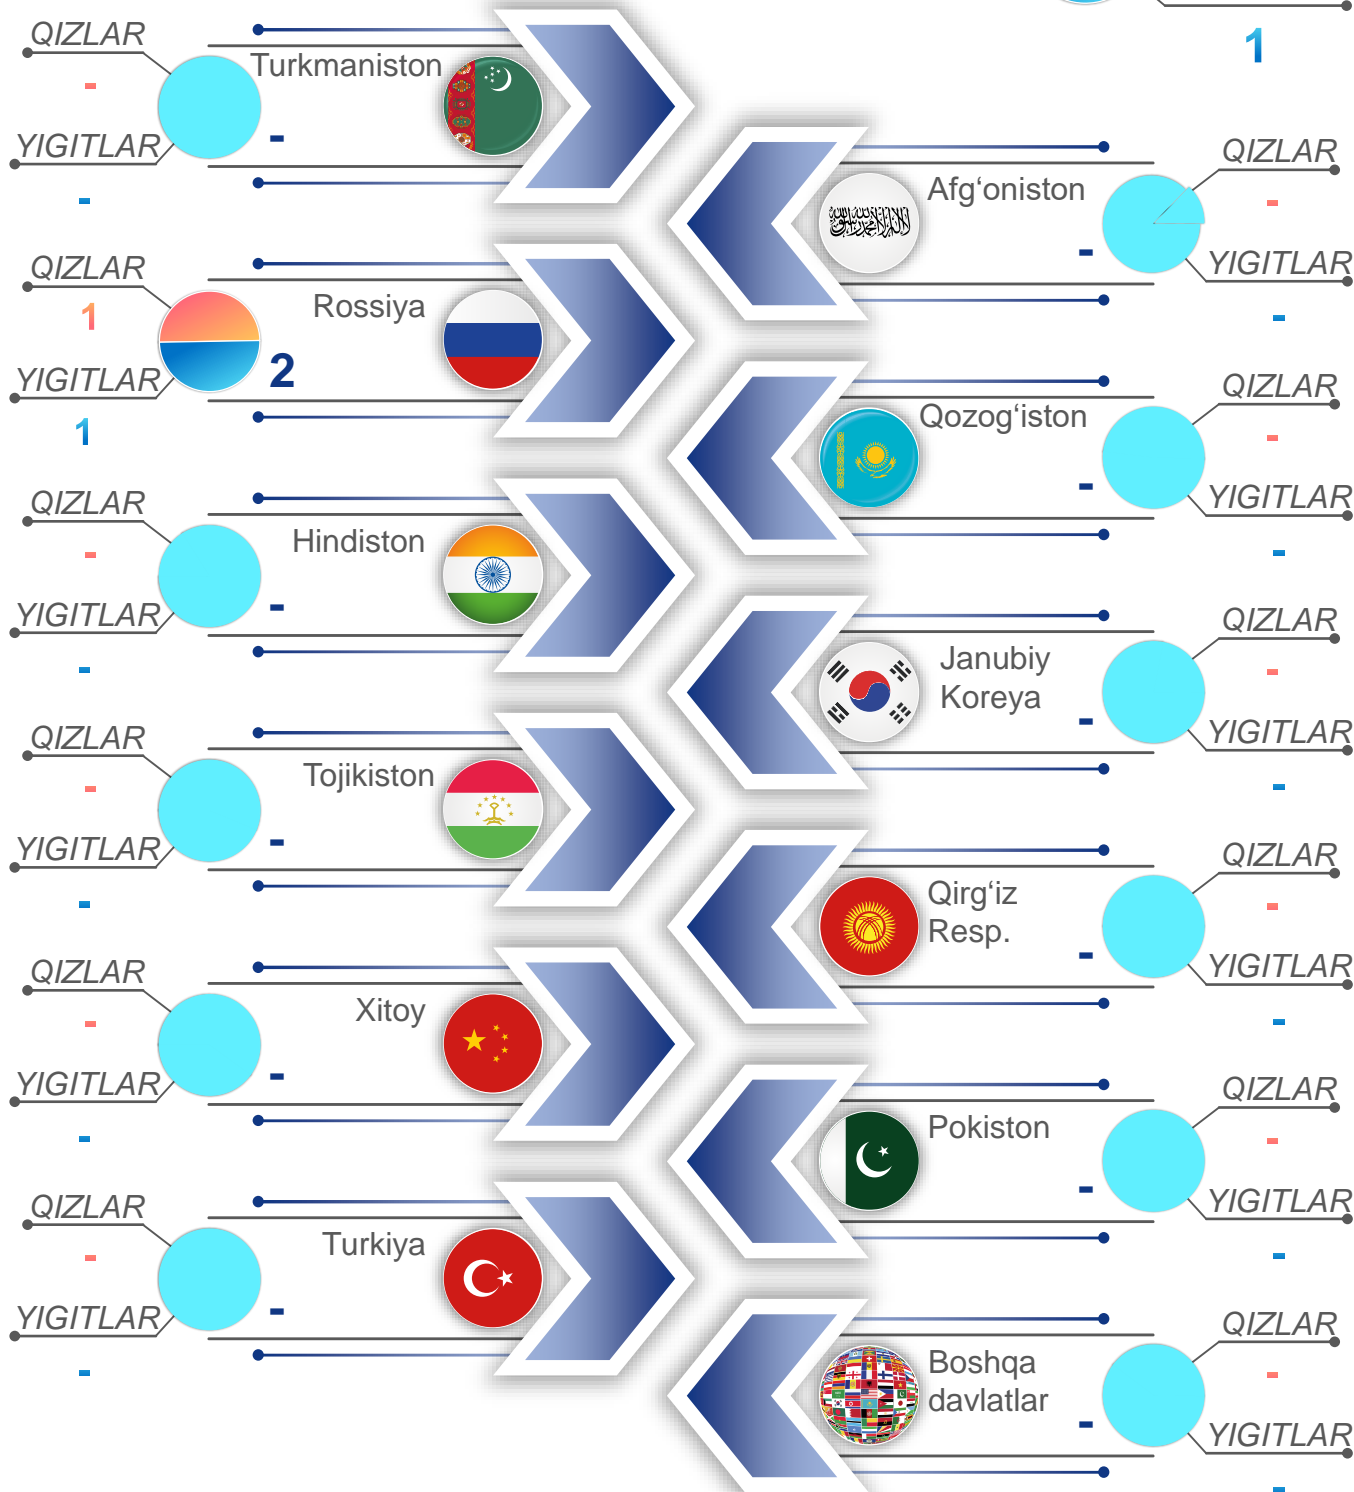 1
QIZLAR
-
YIGITLAR
-
Turkmaniston
-
QIZLAR
-
YIGITLAR
-
Afg‘oniston
-
QIZLAR
1
YIGITLAR
1
Rossiya
2
QIZLAR
-
YIGITLAR
-
Qozog‘iston
-
QIZLAR
-
YIGITLAR
-
Hindiston
-
QIZLAR
-
YIGITLAR
-
Janubiy
Koreya
-
QIZLAR
-
YIGITLAR
-
Tojikiston
-
QIZLAR
-
YIGITLAR
-
Qirg‘iz
Resp.
-
QIZLAR
-
YIGITLAR
-
Xitoy
-
QIZLAR
-
YIGITLAR
-
Pokiston
-
QIZLAR
-
YIGITLAR
-
Turkiya
-
QIZLAR
-
YIGITLAR
-
Boshqa
davlatlar
-